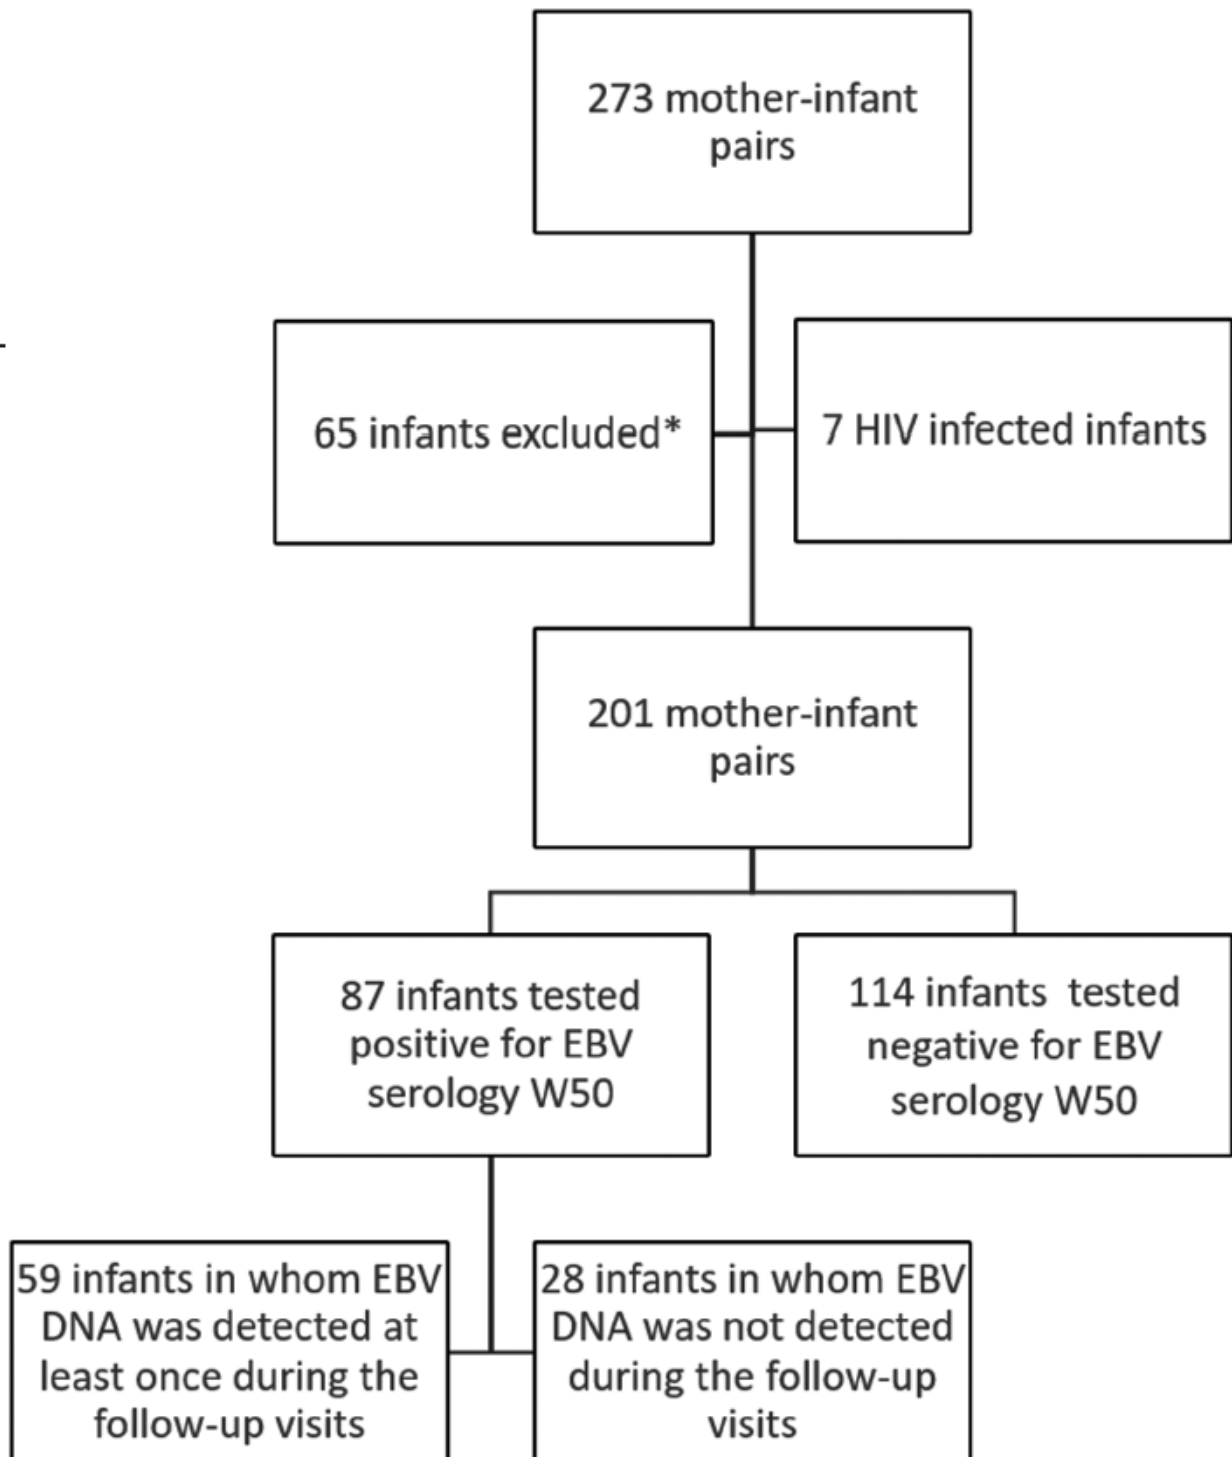 273 mother-infant
pairs
65 infants excluded*
7 HIV infected infants
201 mother-infant
pairs
87 infants tested
positive for EBV
serology W50
114 infants tested
negative for EBV
serology W50
59 infants in whom EBV
DNA was detected at
least once during the
follow-up visits
28 infants in whom EBV
DNA was not detected
during the follow-up
visits